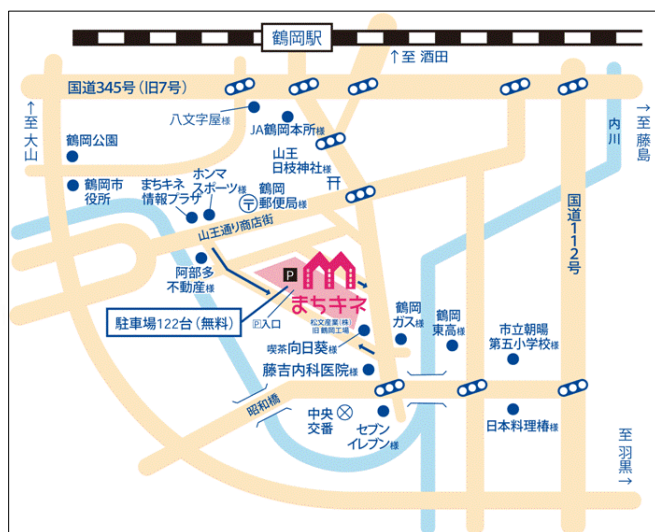 鶴岡駅
↑至 酒田
国道345号(旧7号)
↑至 大山
八文字屋様
JA鶴岡本所様
内川
→至 藤島
鶴岡公園
山王
日枝神社様
鶴岡市
役所
まちキネ
情報プラザ
ホンマ
スポーツ様
鶴岡
郵便局様
山王通り商店街
国道112号
阿部多
不動産様
P
まちキネ
松文産業(株)
旧 鶴岡工場
駐車場122台(無料)
P入口
鶴岡
ガス様
鶴岡
東高様
市立朝暘
第五小学校様
喫茶向日葵様
藤吉内科医院様
昭和橋
中央
交番
セブン
イレブン様
日本料理椿様
至 羽黒→